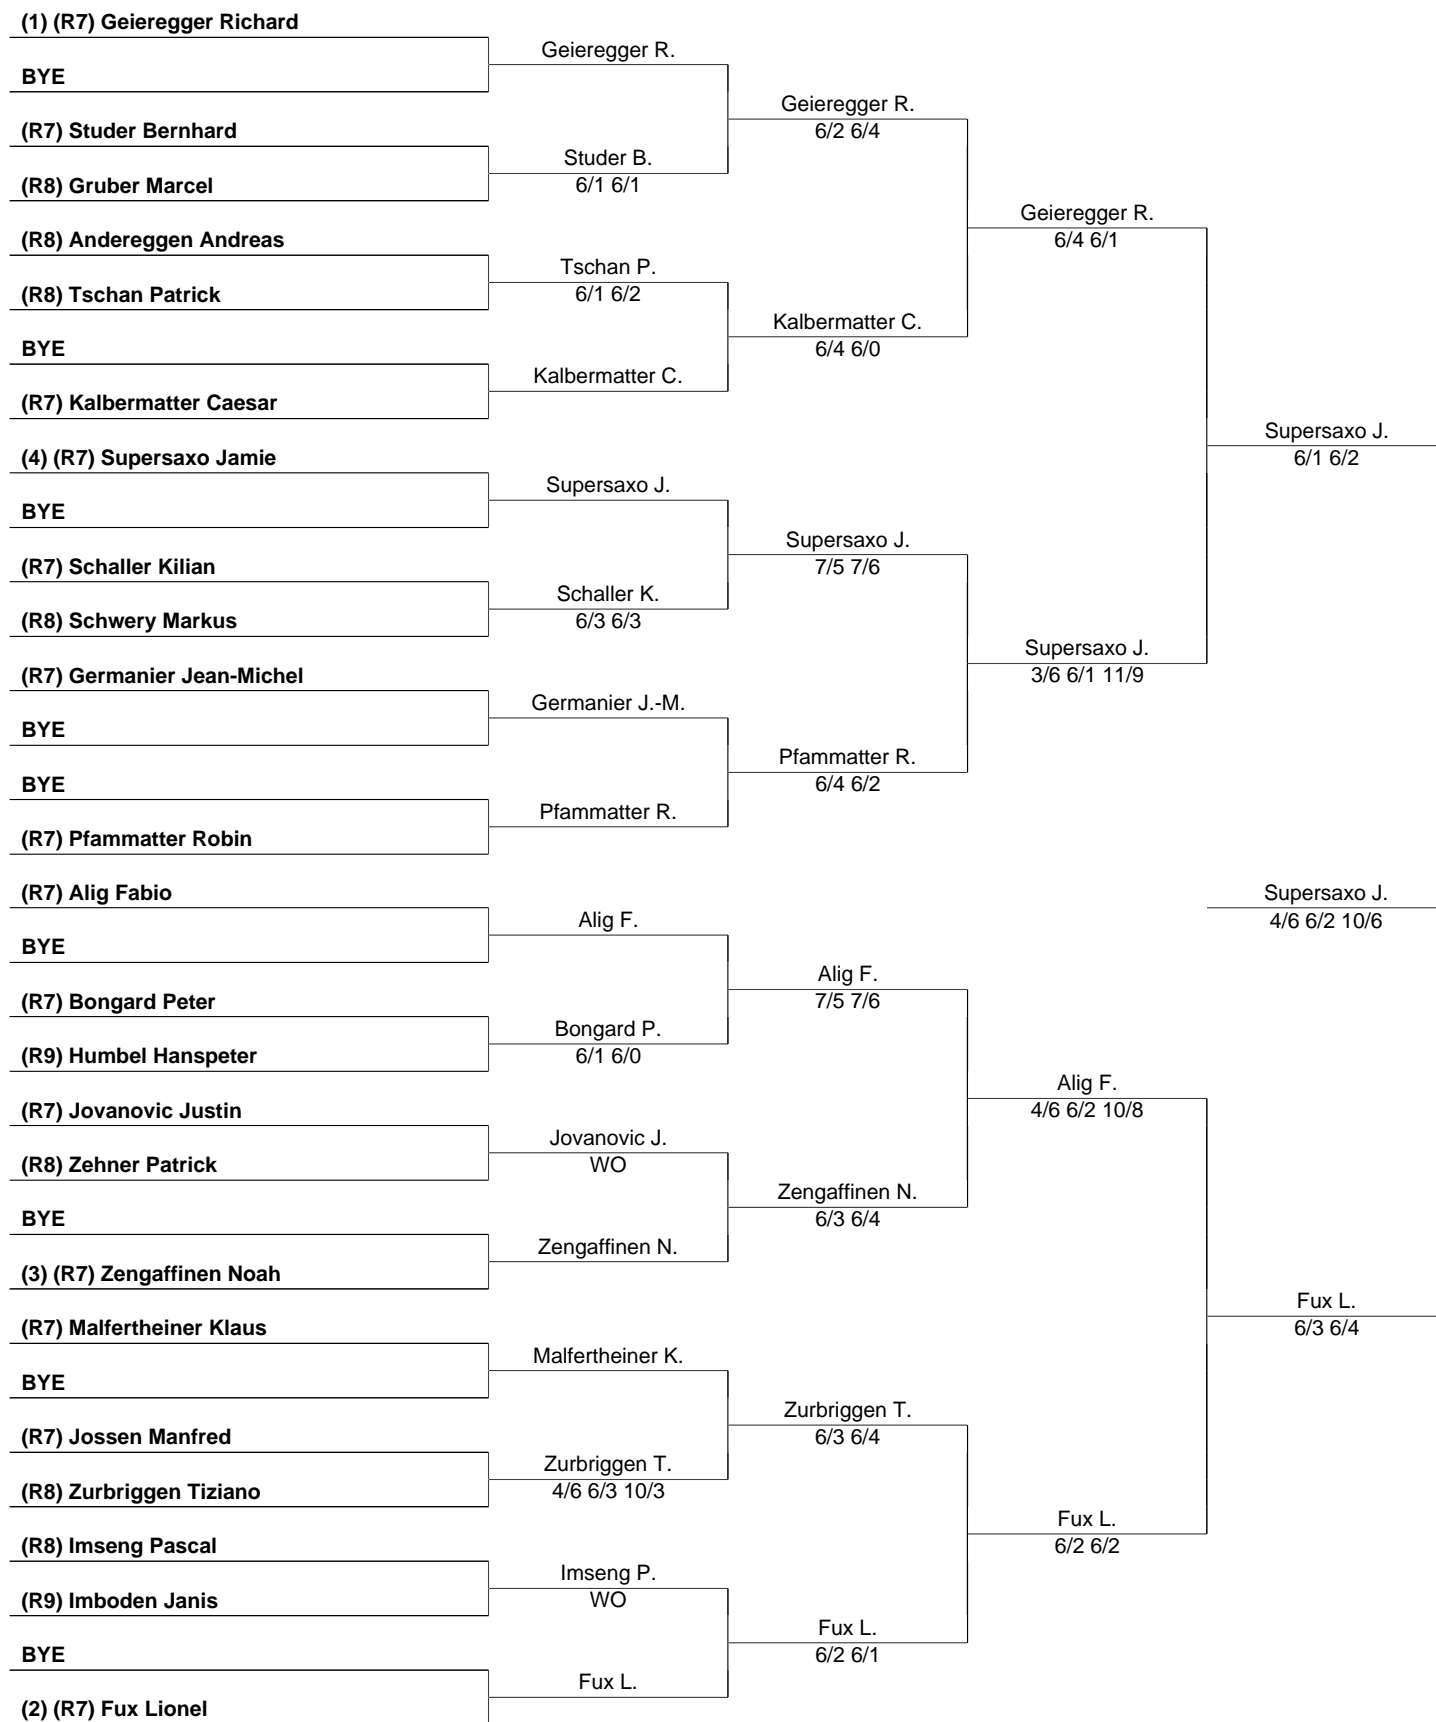 (1) (R7) Geieregger Richard
Geieregger R.
BYE
Geieregger R.
6/2 6/4
(R7) Studer Bernhard
Studer B.
6/1 6/1
(R8) Gruber Marcel
Geieregger R.
6/4 6/1
(R8) Andereggen Andreas
Tschan P.
6/1 6/2
(R8) Tschan Patrick
Kalbermatter C.
6/4 6/0
BYE
Kalbermatter C.
(R7) Kalbermatter Caesar
Supersaxo J.
6/1 6/2
(4) (R7) Supersaxo Jamie
Supersaxo J.
BYE
Supersaxo J.
7/5 7/6
(R7) Schaller Kilian
Schaller K.
6/3 6/3
(R8) Schwery Markus
Supersaxo J.
3/6 6/1 11/9
(R7) Germanier Jean-Michel
Germanier J.-M.
BYE
Pfammatter R.
6/4 6/2
BYE
Pfammatter R.
(R7) Pfammatter Robin
(R7) Alig Fabio
Supersaxo J.
4/6 6/2 10/6
Alig F.
BYE
Alig F.
7/5 7/6
(R7) Bongard Peter
Bongard P.
6/1 6/0
(R9) Humbel Hanspeter
Alig F.
4/6 6/2 10/8
(R7) Jovanovic Justin
Jovanovic J.
WO
(R8) Zehner Patrick
Zengaffinen N.
6/3 6/4
BYE
Zengaffinen N.
(3) (R7) Zengaffinen Noah
Fux L.
6/3 6/4
(R7) Malfertheiner Klaus
Malfertheiner K.
BYE
Zurbriggen T.
6/3 6/4
(R7) Jossen Manfred
Zurbriggen T.
4/6 6/3 10/3
(R8) Zurbriggen Tiziano
Fux L.
6/2 6/2
(R8) Imseng Pascal
Imseng P.
WO
(R9) Imboden Janis
Fux L.
6/2 6/1
BYE
Fux L.
(2) (R7) Fux Lionel